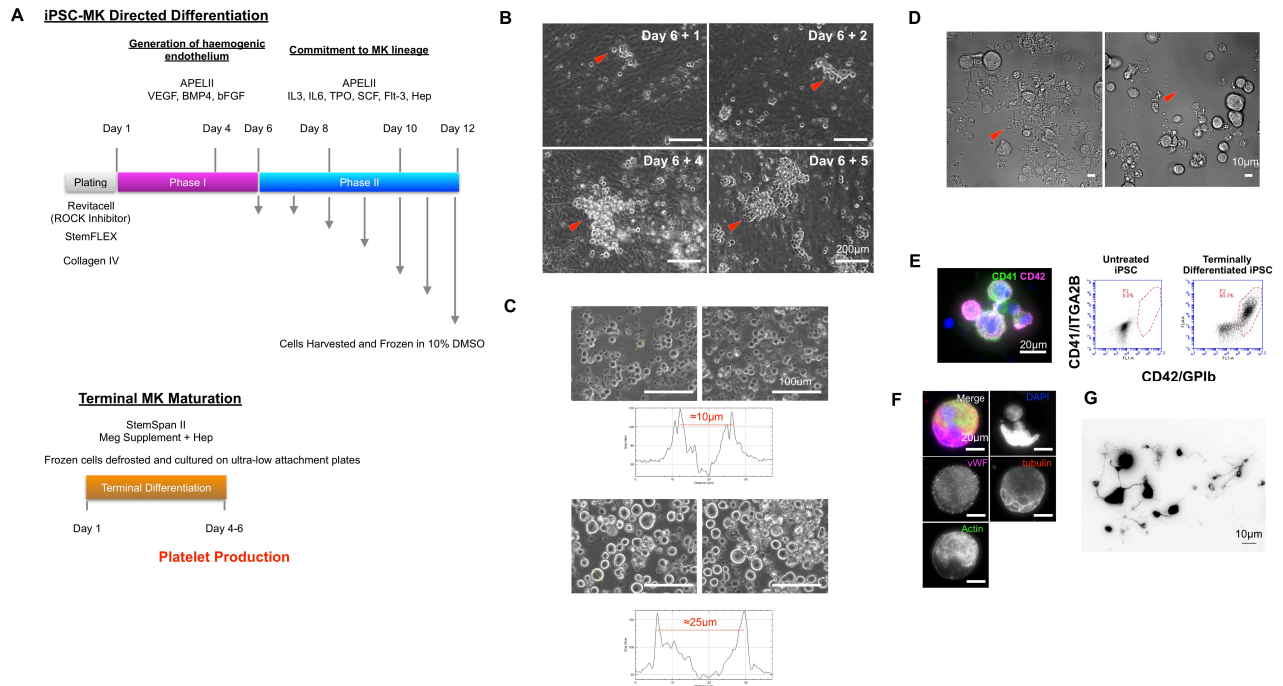 A
iPSC-MK Directed Differentiation
Generation of haemogenic
endothelium
Commitment to MK lineage
APELII
VEGF, BMP4, bFGF
APELII
IL3, IL6, TPO, SCF, Flt-3, Hep
Day 1
Day 4
Day 6
Day 8
Day 10
Day 12
Plating
Phase I
Phase II
Revitacell
(ROCK Inhibitor)
StemFLEX
Collagen IV
Cells Harvested and Frozen in 10% DMSO
Terminal MK Maturation
StemSpan II
Meg Supplement + Hep
Frozen cells defrosted and cultured on ultra-low attachment plates
Terminal Differentiation
Day 1
Day 4-6
Platelet Production
B
Day 6 + 1
Day 6 + 2
Day 6 + 4
Day 6 + 5
200µm
C
100um
≈10µm
≈25µm
D
10µm
E
CD41 CD42
20µm
Untreated
iPSC
Terminally
Differentiated iPSC
CD41/ITGA2B
FL1-A
FL1-A
CD42/GPIb
F
Merge
20µm
DAPI
vWF
tubulin
Actin
G
10µm